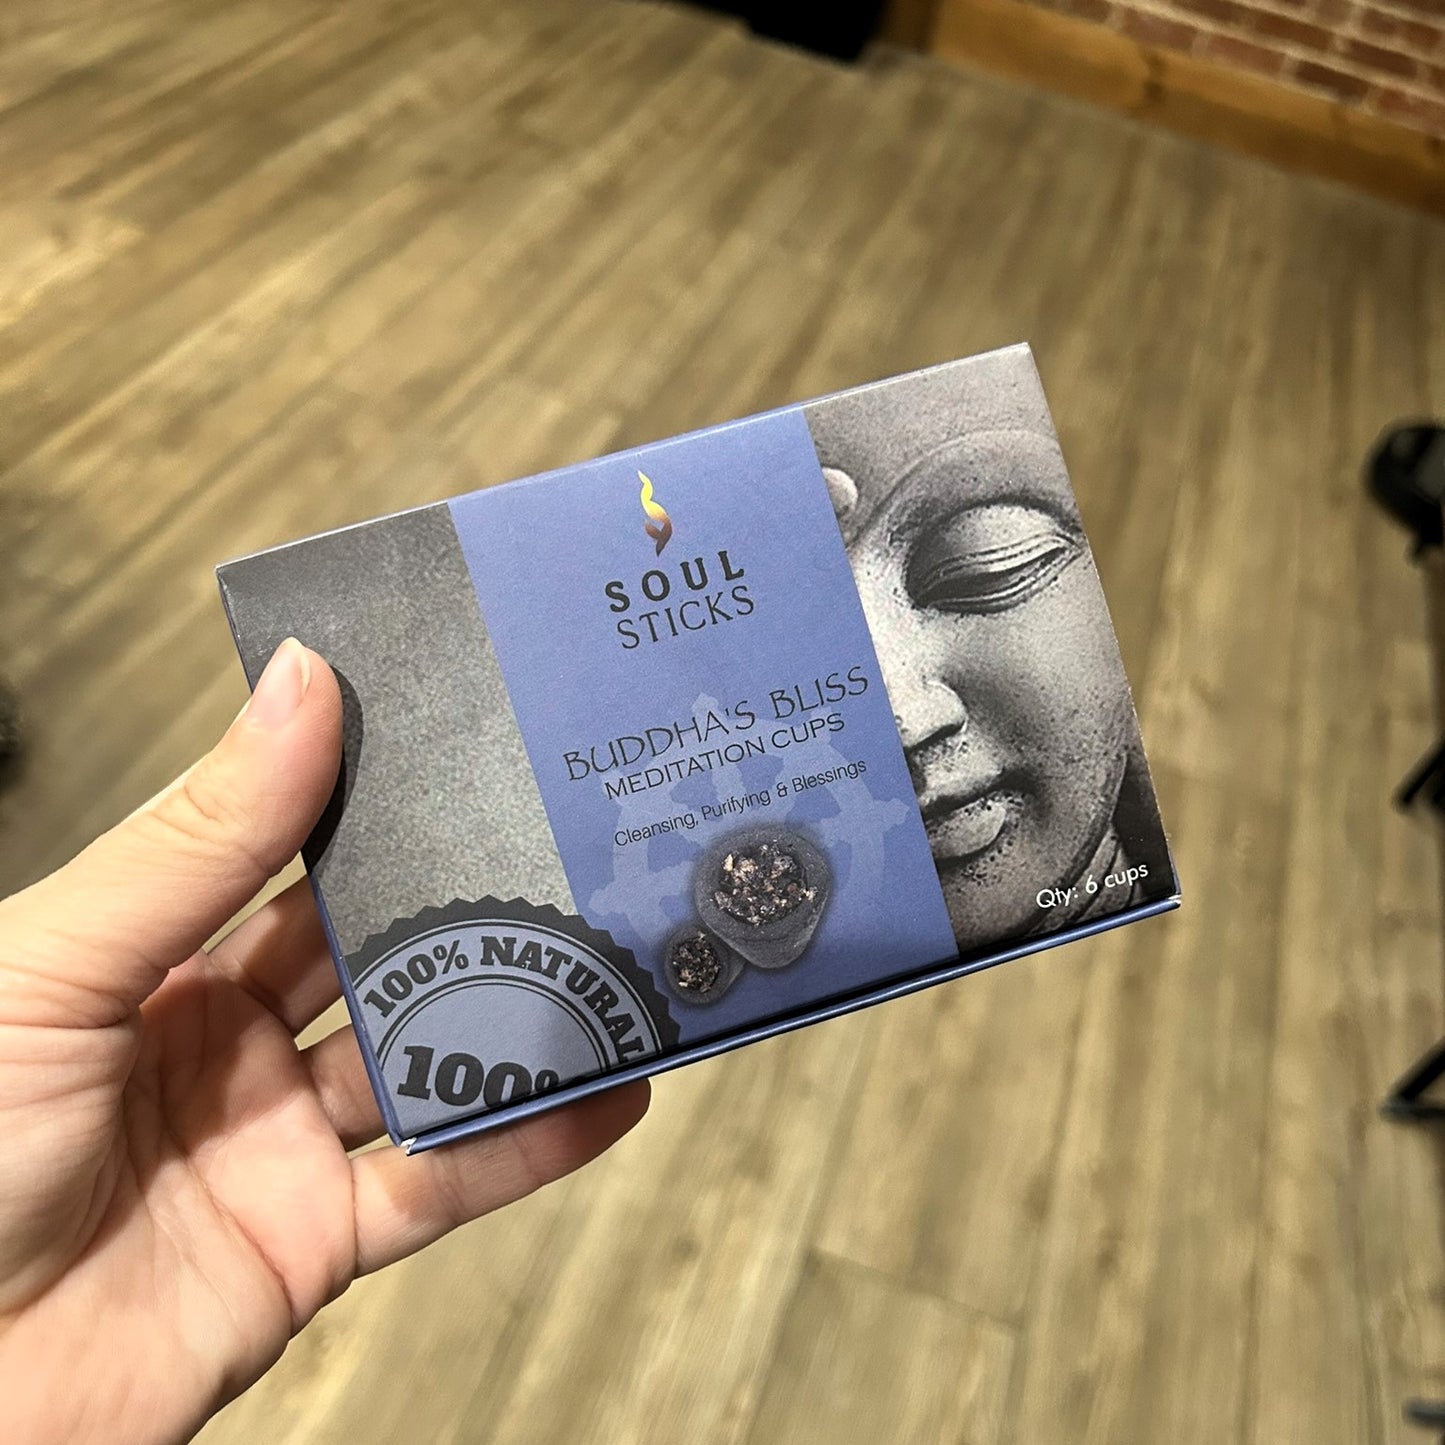 SOUL
STICKS
BUDDHA'S BLISS
MEDITATION CUPS
Cleansing, Purifying & Blessings
Qty: 6 cups
100% NATURAL
100%